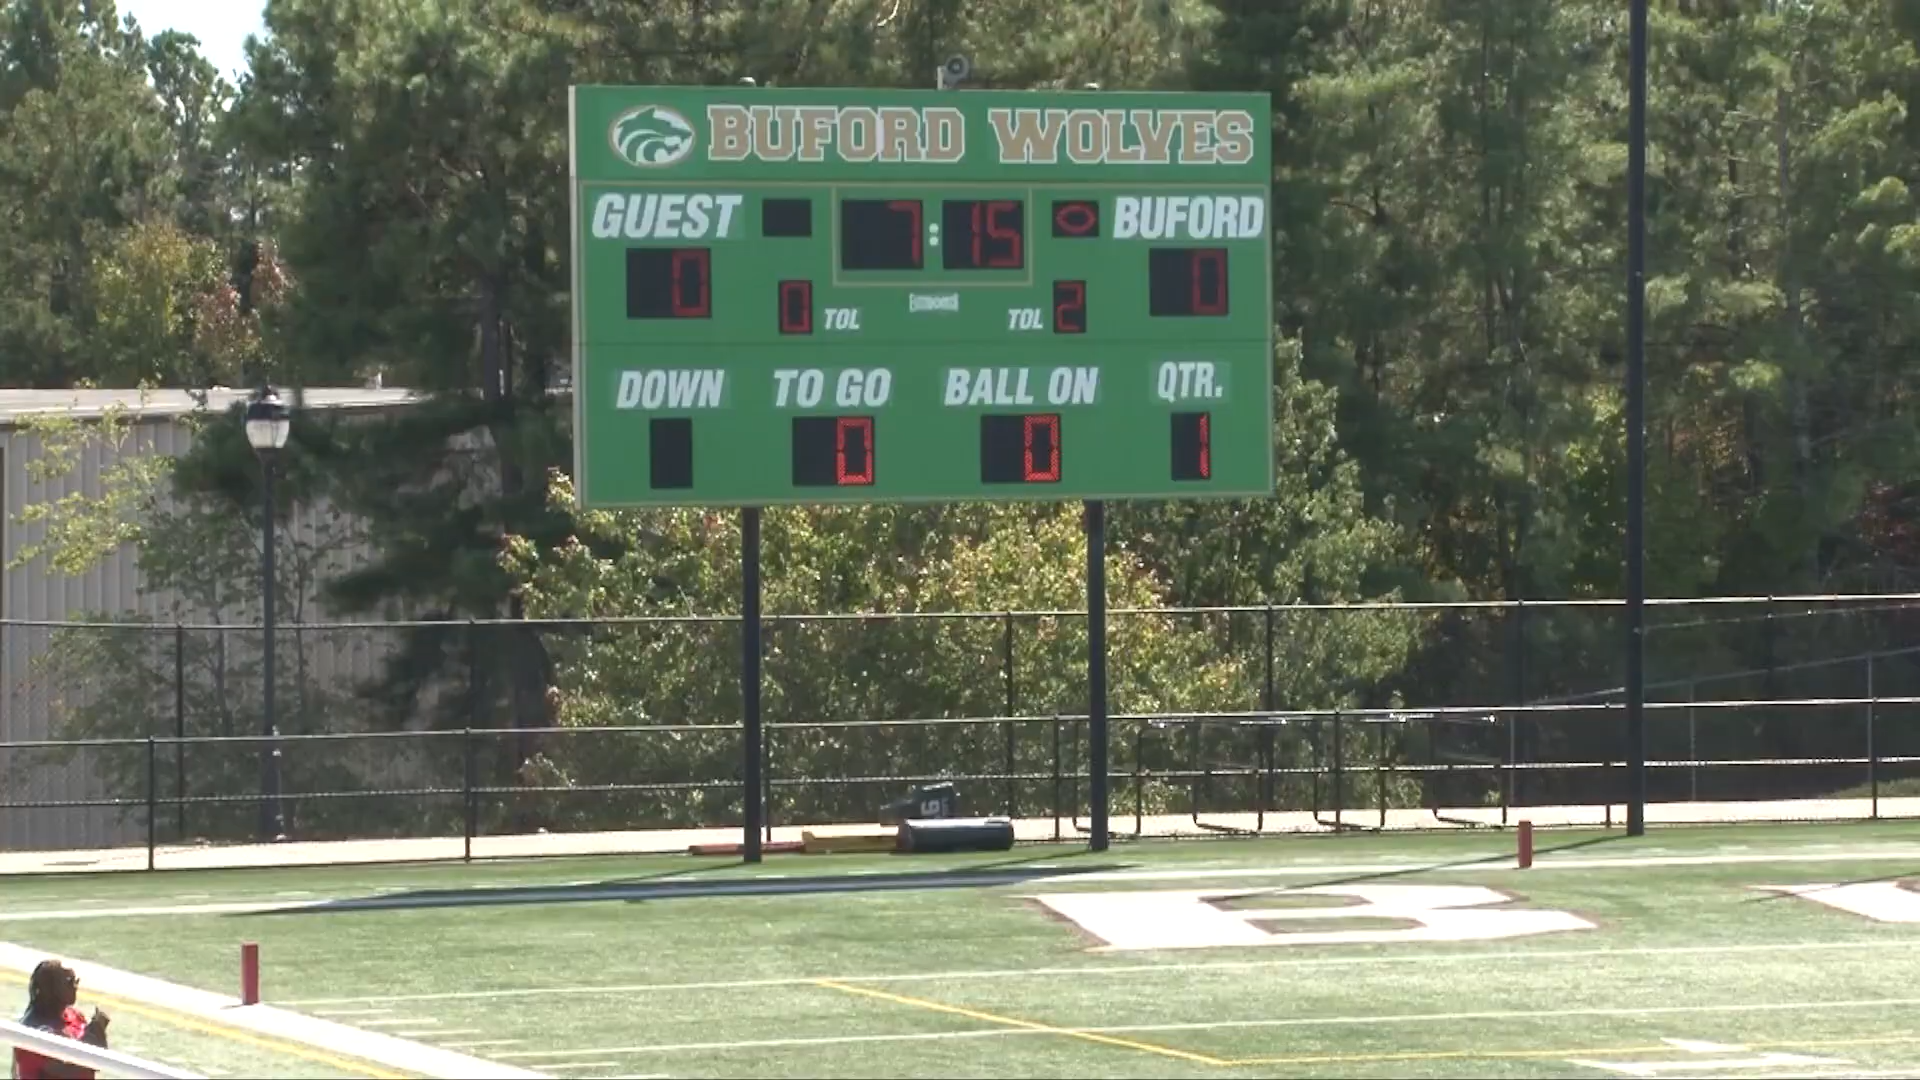 BUFORD WOLVES
GUEST 7:15 BUFORD
0 0 TOL TOL 2 0
DOWN TO GO BALL ON QTR.
0 0 1
B